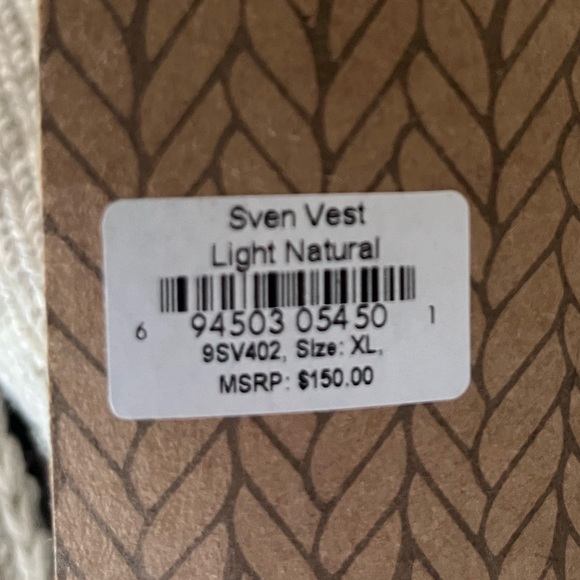 Sven Vest
Light Natural
6 94503 05450 1
9SV402, Size: XL,
MSRP: $150.00